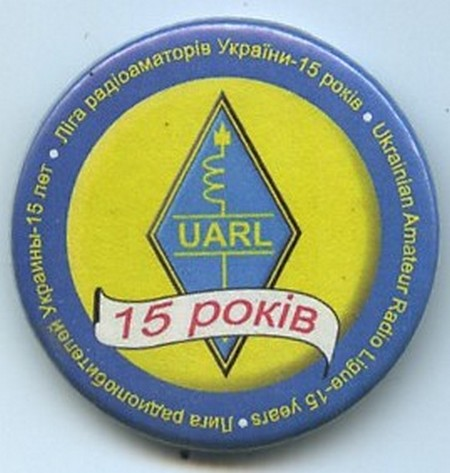 Ліга радіоаматорів України-15 років •
Ukrainian Amateur Radio Ligue-15 years •
Лига радиолюбителей Украины-15 лет •
UARL
15 років